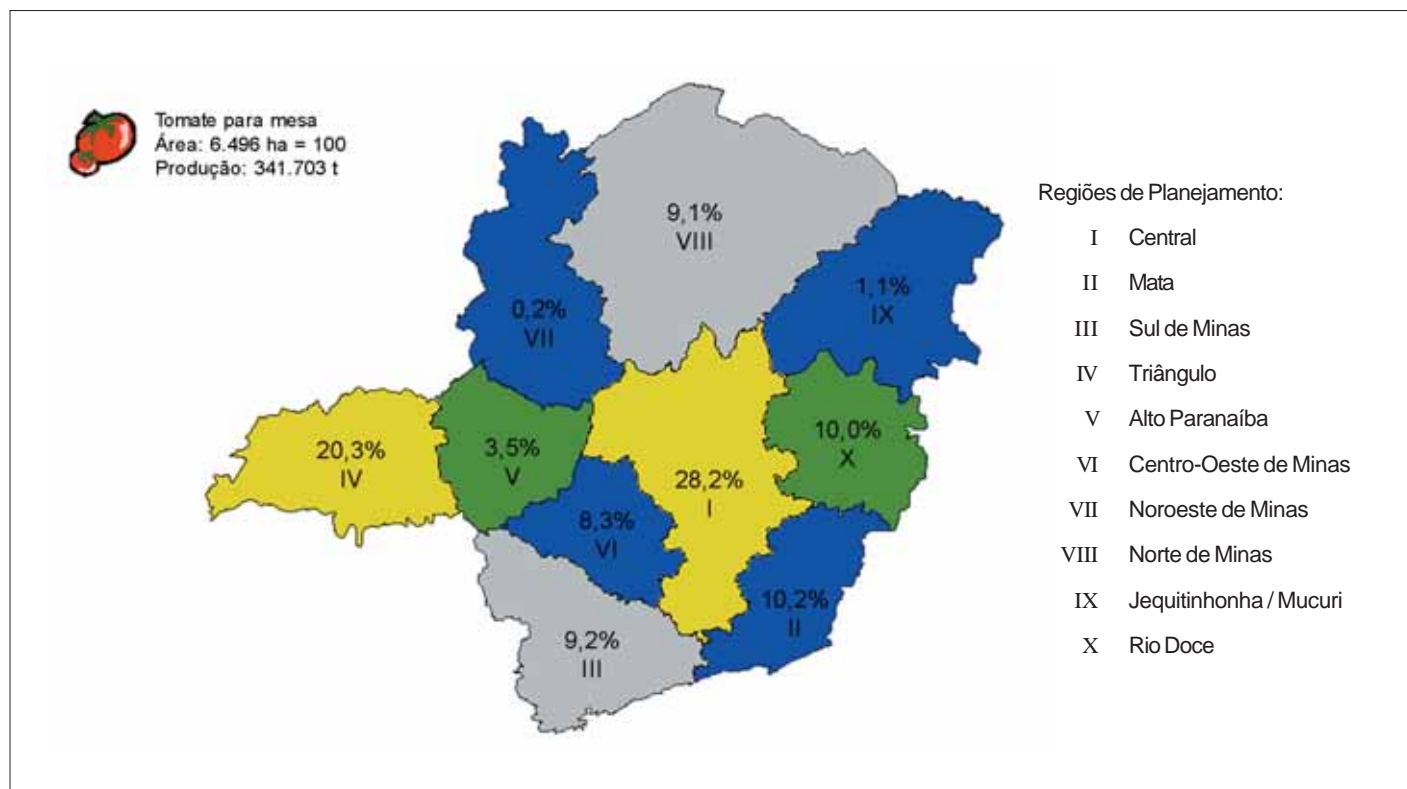 Tomate para mesa
Área: 6.496 ha = 100
Produção: 341.703 t
9,1%
VIII
1,1%
IX
0,2%
VII
20,3%
IV
3,5%
V
28,2%
I
10,0%
X
8,3%
VI
10,2%
II
9,2%
III
Regiões de Planejamento:
I Central
II Mata
III Sul de Minas
IV Triângulo
V Alto Paranaíba
VI Centro-Oeste de Minas
VII Noroeste de Minas
VIII Norte de Minas
IX Jequitinhonha / Mucuri
X Rio Doce